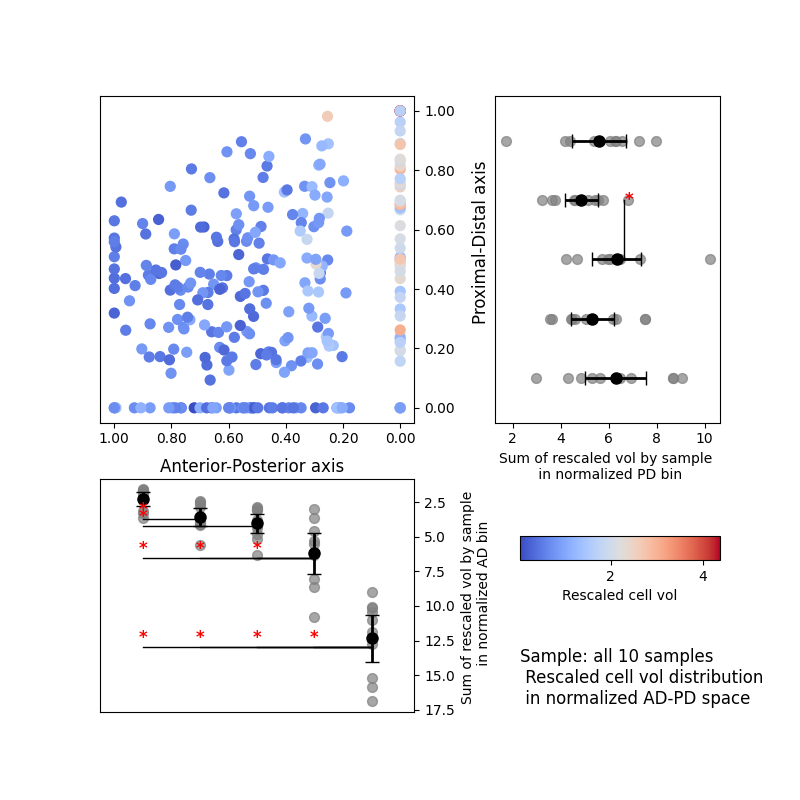 1.00
0.80
0.60
0.40
0.20
0.00
Proximal-Distal axis
1.00 0.80 0.60 0.40 0.20 0.00
Anterior-Posterior axis
*
2 4 6 8 10
Sum of rescaled vol by sample
in normalized PD bin
*
*
* * *
* * * *
2.5
5.0
7.5
10.0
12.5
15.0
17.5
Sum of rescaled vol by sample
in normalized AD bin
2 4
Rescaled cell vol
Sample: all 10 samples
Rescaled cell vol distribution
in normalized AD-PD space